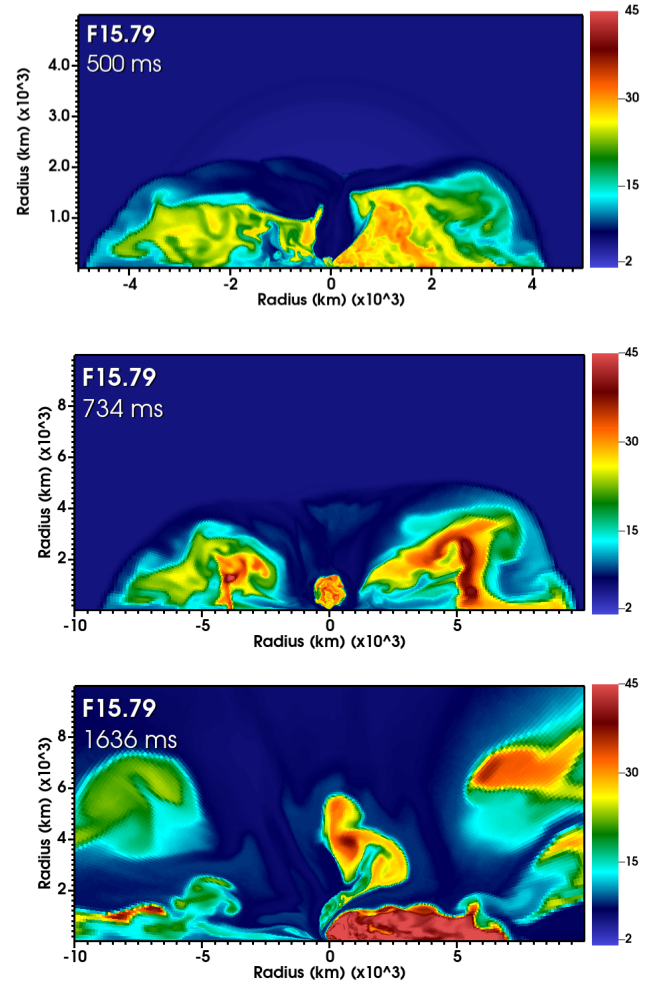 F15.79
500 ms
45
30
15
2
4.0
3.0
2.0
1.0
Radius (km) (x10^3)
-4 -2 0 2 4
Radius (km) (x10^3)
F15.79
734 ms
45
30
15
2
8
6
4
2
Radius (km) (x10^3)
-10 -5 0 5
Radius (km) (x10^3)
F15.79
1636 ms
45
30
15
2
8
6
4
2
Radius (km) (x10^3)
-10 -5 0 5
Radius (km) (x10^3)